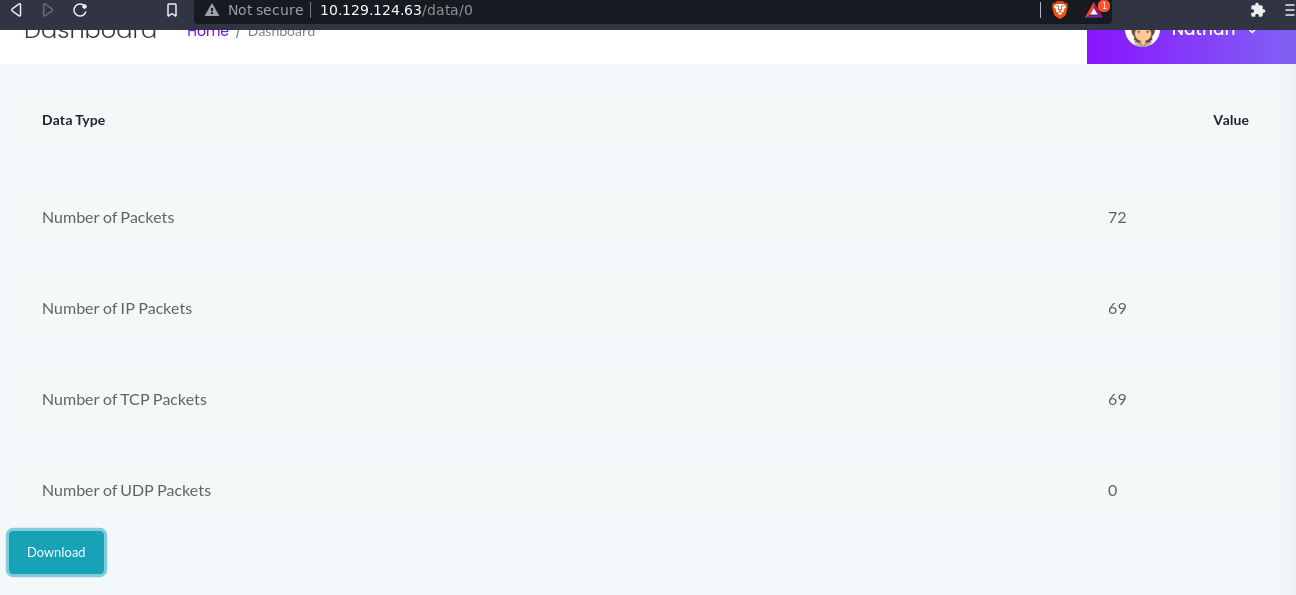 Not secure 10.129.124.63/data/0 1
Dashboard Home / Dashboard Nathan
Data Type Value
Number of Packets 72
Number of IP Packets 69
Number of TCP Packets 69
Number of UDP Packets 0
Download